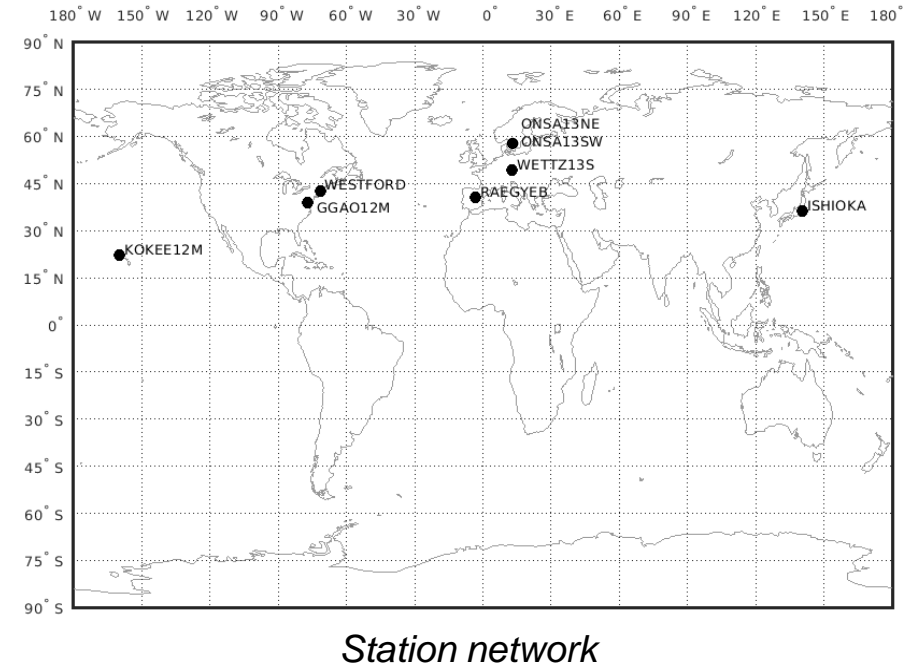 180° W 150° W 120° W 90° W 60° W 30° W 0° 30° E 60° E 90° E 120° E 150° E 180°
90° N
75° N
60° N
45° N
30° N
15° N
0°
15° S
30° S
45° S
60° S
75° S
90° S
ONSA13NE
ONSA13SW
WETTZ13S
WESTFORD
RAEGYEB
GGAO12M
ISHIOKA
KOKEE12M
Station network